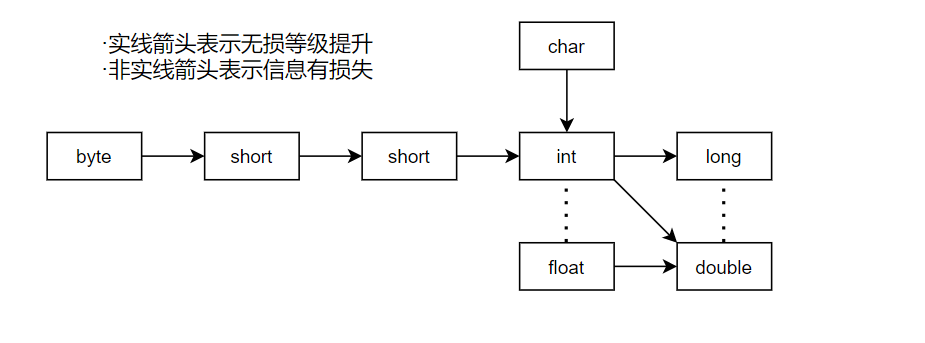 ·实线箭头表示无损等级提升
·非实线箭头表示信息有损失
char
byte
short
short
int
long
float
double